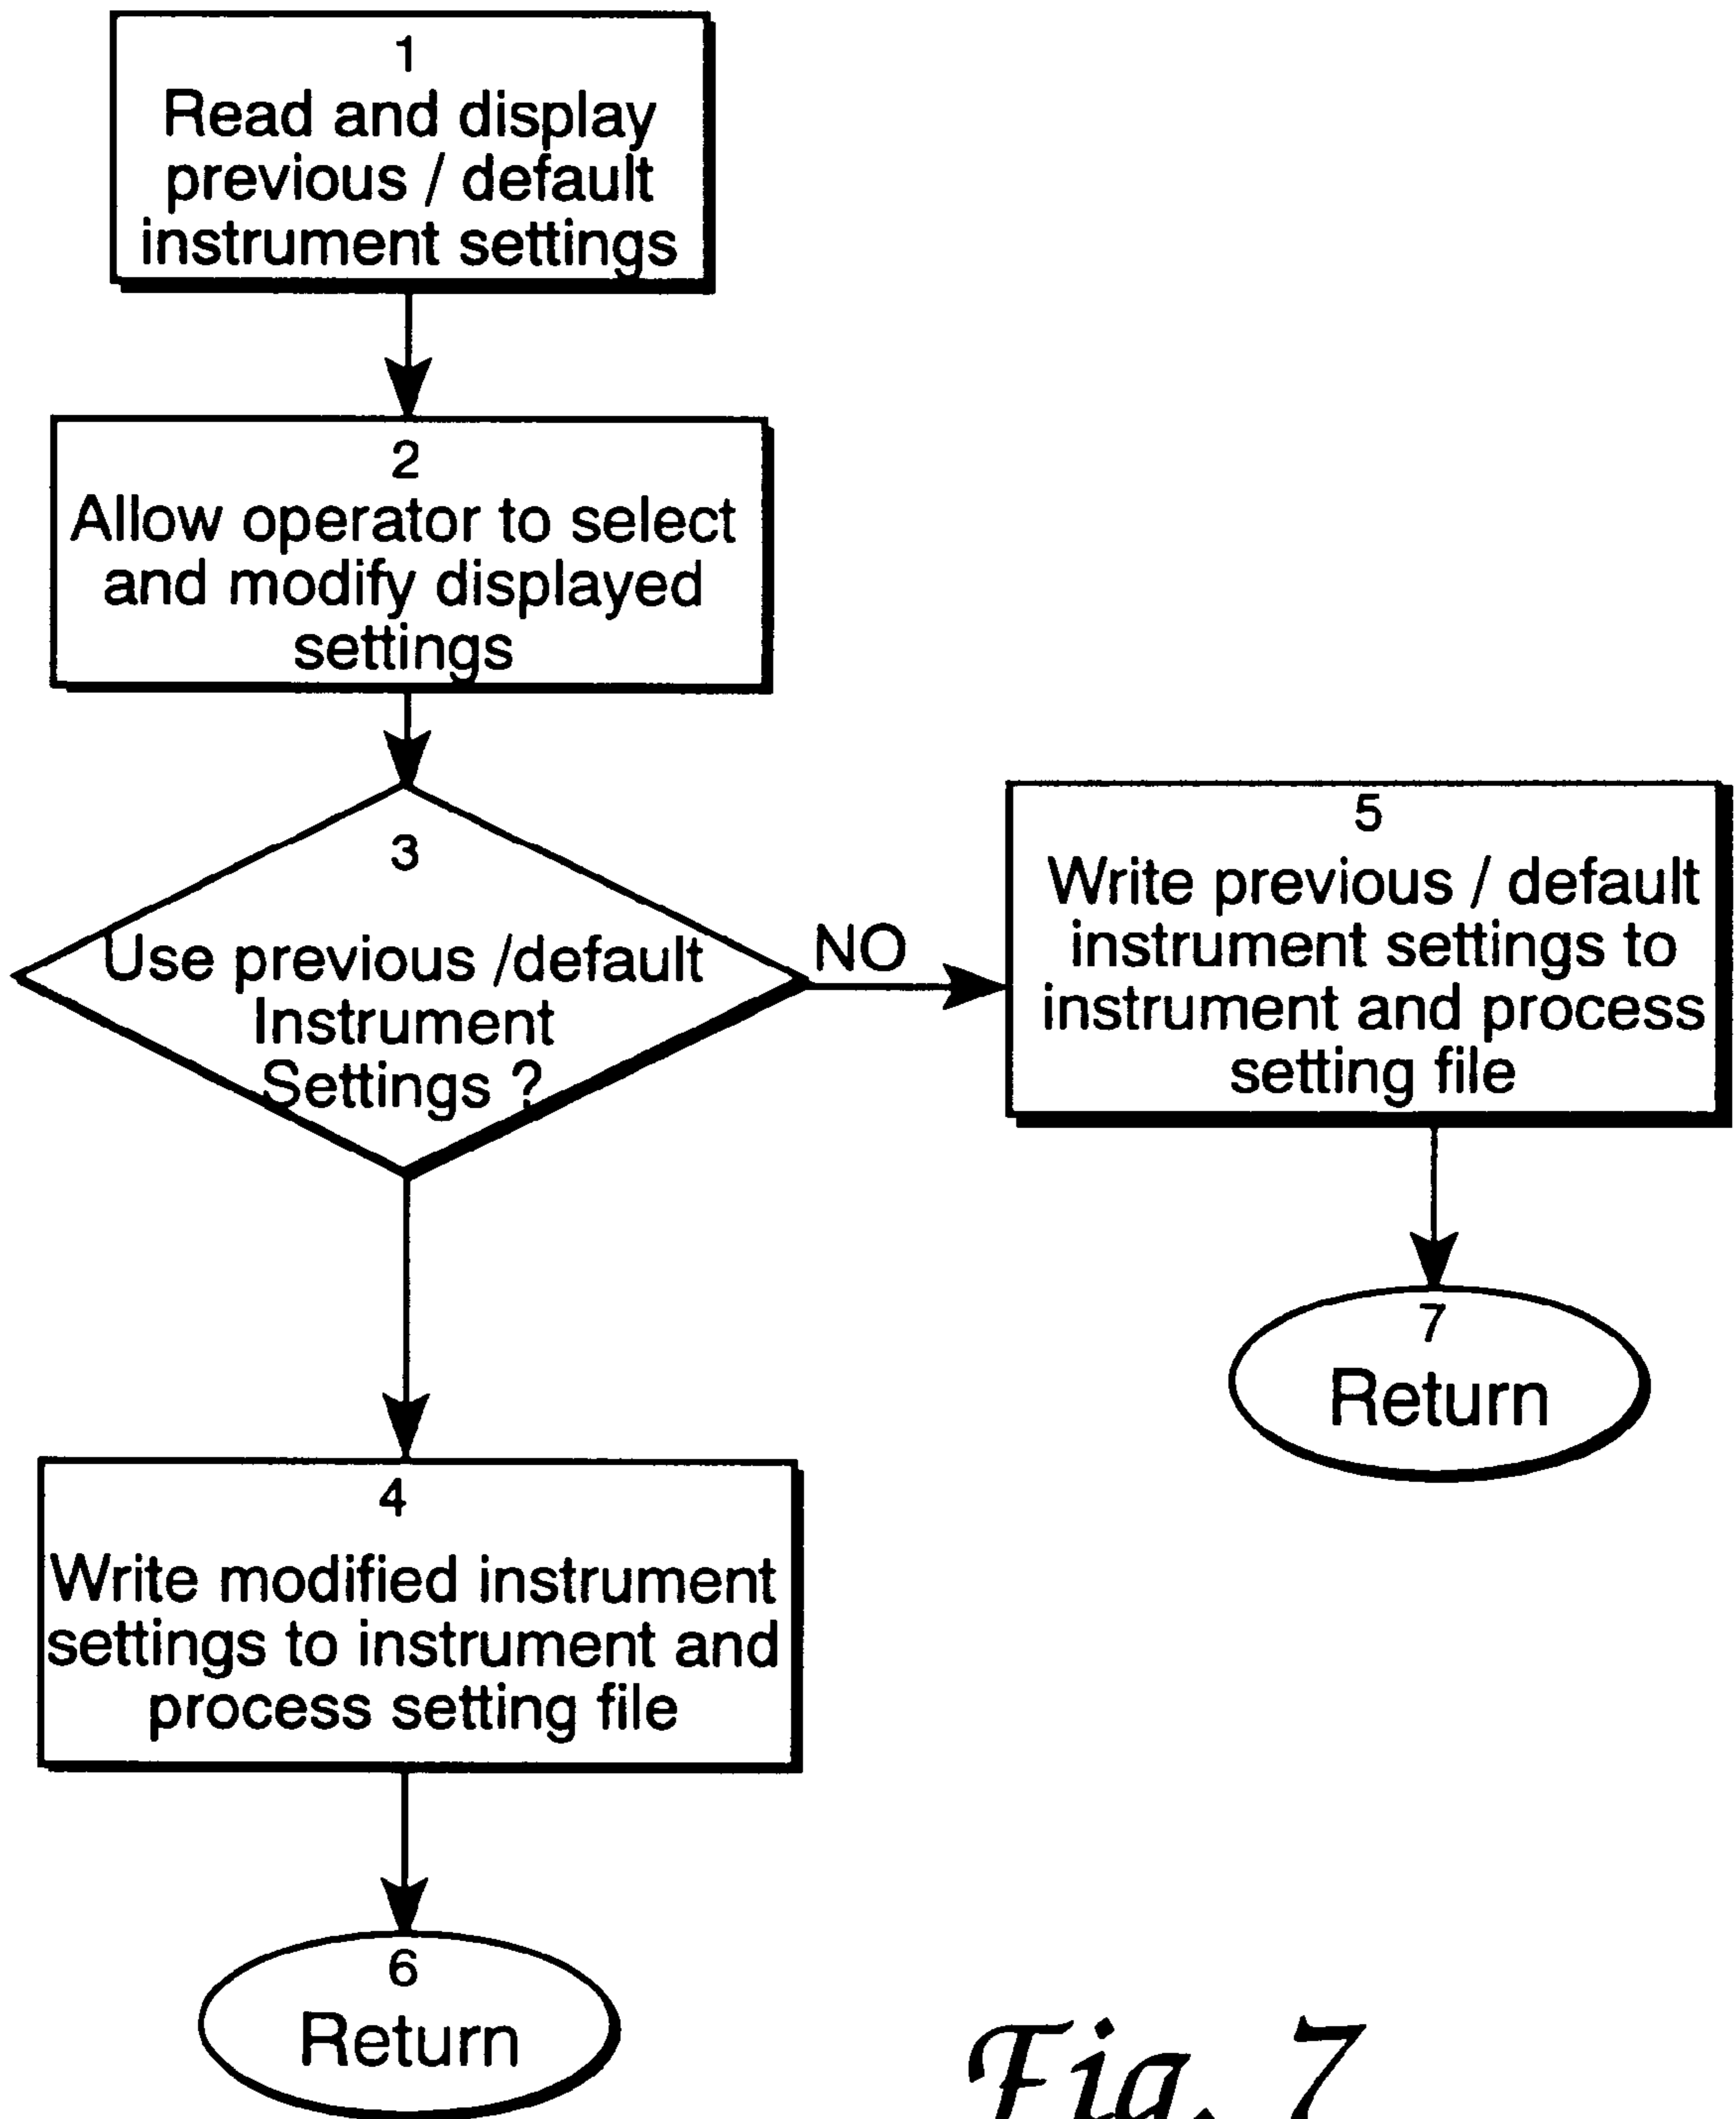 1
Read and display
previous / default
instrument settings
2
Allow operator to select
and modify displayed
settings
3
Use previous /default
Instrument
Settings ?
NO
5
Write previous / default
instrument settings to
instrument and process
setting file
7
Return
4
Write modified instrument
settings to instrument and
process setting file
6
Return
Fig. 7